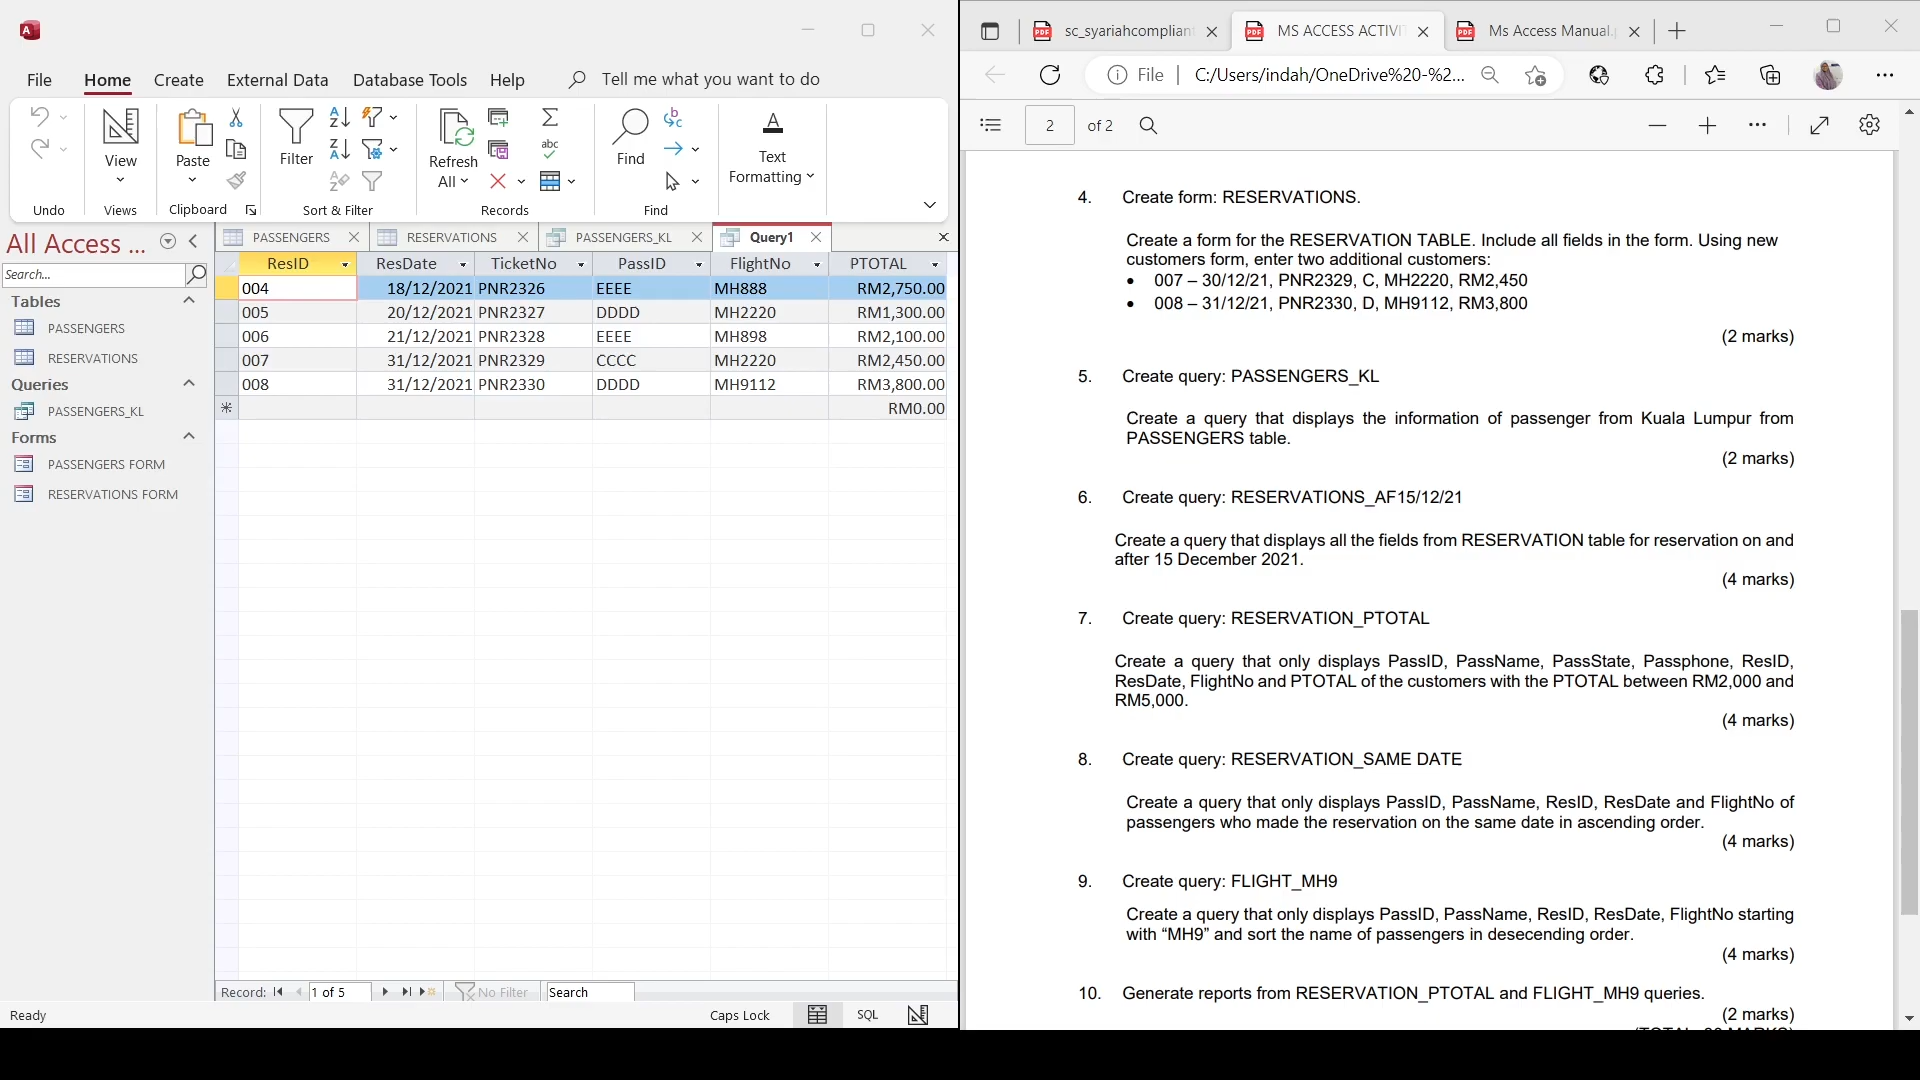 File Home Create External Data Database Tools Help Tell me what you want to do
View
Paste
Filter
Refresh
All
Find
Text
Formatting
Undo
Views
Clipboard
Sort & Filter
Records
Find
All Access ...
Search...
Tables
PASSENGERS
RESERVATIONS
Queries
PASSENGERS_KL
Forms
PASSENGERS FORM
RESERVATIONS FORM
PASSENGERS RESERVATIONS PASSENGERS_KL Query1
ResID ResDate TicketNo PassID FlightNo PTOTAL
004 18/12/2021 PNR2326 EEEE MH888 RM2,750.00
005 20/12/2021 PNR2327 DDDD MH2220 RM1,300.00
006 21/12/2021 PNR2328 EEEE MH898 RM2,100.00
007 31/12/2021 PNR2329 CCCC MH2220 RM2,450.00
008 31/12/2021 PNR2330 DDDD MH9112 RM3,800.00
RM0.00
Record: 1 of 5 No Filter Search
Ready Caps Lock SQL
sc_syariahcompliant MS ACCESS ACTIVIT Ms Access Manual.
File C:/Users/indah/OneDrive%20-%2...
2 of 2
4. Create form: RESERVATIONS.
Create a form for the RESERVATION TABLE. Include all fields in the form. Using new
customers form, enter two additional customers:
• 007 – 30/12/21, PNR2329, C, MH2220, RM2,450
• 008 – 31/12/21, PNR2330, D, MH9112, RM3,800
(2 marks)
5. Create query: PASSENGERS_KL
Create a query that displays the information of passenger from Kuala Lumpur from
PASSENGERS table.
(2 marks)
6. Create query: RESERVATIONS_AF15/12/21
Create a query that displays all the fields from RESERVATION table for reservation on and
after 15 December 2021.
(4 marks)
7. Create query: RESERVATION_PTOTAL
Create a query that only displays PassID, PassName, PassState, Passphone, ResID,
ResDate, FlightNo and PTOTAL of the customers with the PTOTAL between RM2,000 and
RM5,000.
(4 marks)
8. Create query: RESERVATION_SAME DATE
Create a query that only displays PassID, PassName, ResID, ResDate and FlightNo of
passengers who made the reservation on the same date in ascending order.
(4 marks)
9. Create query: FLIGHT_MH9
Create a query that only displays PassID, PassName, ResID, ResDate, FlightNo starting
with “MH9” and sort the name of passengers in desecending order.
(4 marks)
10. Generate reports from RESERVATION_PTOTAL and FLIGHT_MH9 queries.
(2 marks)